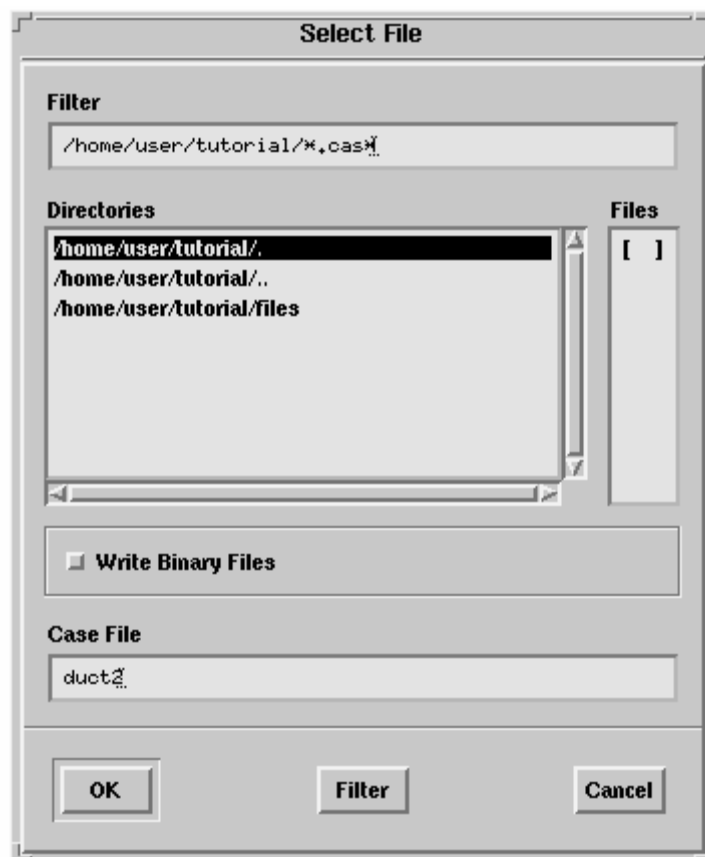 Select File
Filter
/home/user/tutorial/*.cas*
Directories
Files
/home/user/tutorial/.
[ ]
/home/user/tutorial/..
/home/user/tutorial/files
Write Binary Files
Case File
duct2
OK
Filter
Cancel